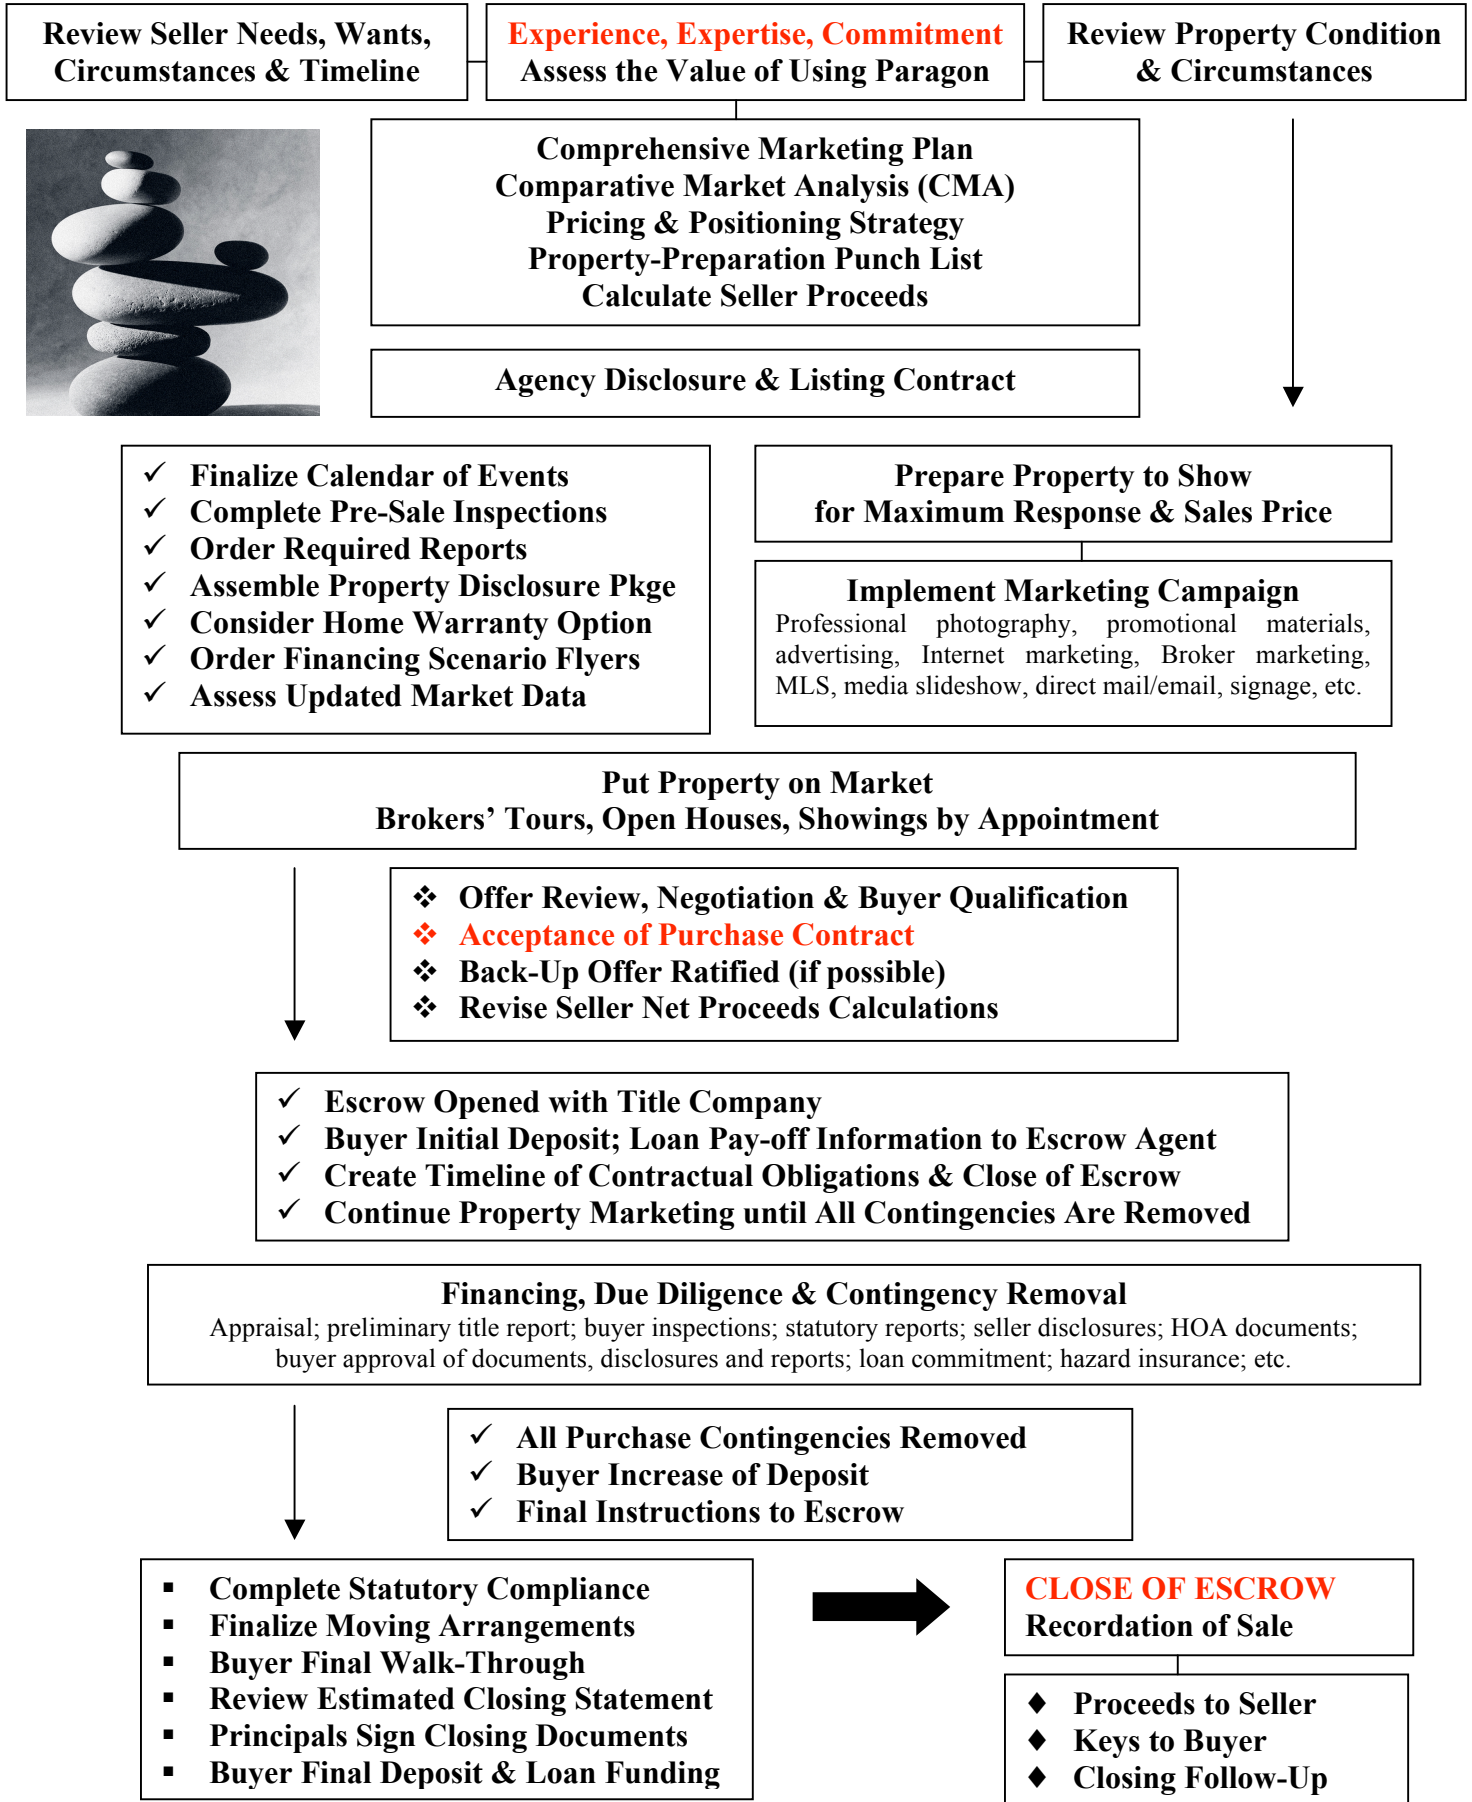 Review Seller Needs, Wants,
Circumstances & Timeline
Experience, Expertise, Commitment
Assess the Value of Using Paragon
Review Property Condition
& Circumstances
Comprehensive Marketing Plan
Comparative Market Analysis (CMA)
Pricing & Positioning Strategy
Property-Preparation Punch List
Calculate Seller Proceeds
Agency Disclosure & Listing Contract
✓ Finalize Calendar of Events
✓ Complete Pre-Sale Inspections
✓ Order Required Reports
✓ Assemble Property Disclosure Pkge
✓ Consider Home Warranty Option
✓ Order Financing Scenario Flyers
✓ Assess Updated Market Data
Prepare Property to Show
for Maximum Response & Sales Price
Implement Marketing Campaign
Professional photography, promotional materials,
advertising, Internet marketing, Broker marketing,
MLS, media slideshow, direct mail/email, signage, etc.
Put Property on Market
Brokers’ Tours, Open Houses, Showings by Appointment
❖ Offer Review, Negotiation & Buyer Qualification
❖ Acceptance of Purchase Contract
❖ Back-Up Offer Ratified (if possible)
❖ Revise Seller Net Proceeds Calculations
✓ Escrow Opened with Title Company
✓ Buyer Initial Deposit; Loan Pay-off Information to Escrow Agent
✓ Create Timeline of Contractual Obligations & Close of Escrow
✓ Continue Property Marketing until All Contingencies Are Removed
Financing, Due Diligence & Contingency Removal
Appraisal; preliminary title report; buyer inspections; statutory reports; seller disclosures; HOA documents;
buyer approval of documents, disclosures and reports; loan commitment; hazard insurance; etc.
✓ All Purchase Contingencies Removed
✓ Buyer Increase of Deposit
✓ Final Instructions to Escrow
▪ Complete Statutory Compliance
▪ Finalize Moving Arrangements
▪ Buyer Final Walk-Through
▪ Review Estimated Closing Statement
▪ Principals Sign Closing Documents
▪ Buyer Final Deposit & Loan Funding
CLOSE OF ESCROW
Recordation of Sale
♦ Proceeds to Seller
♦ Keys to Buyer
♦ Closing Follow-Up